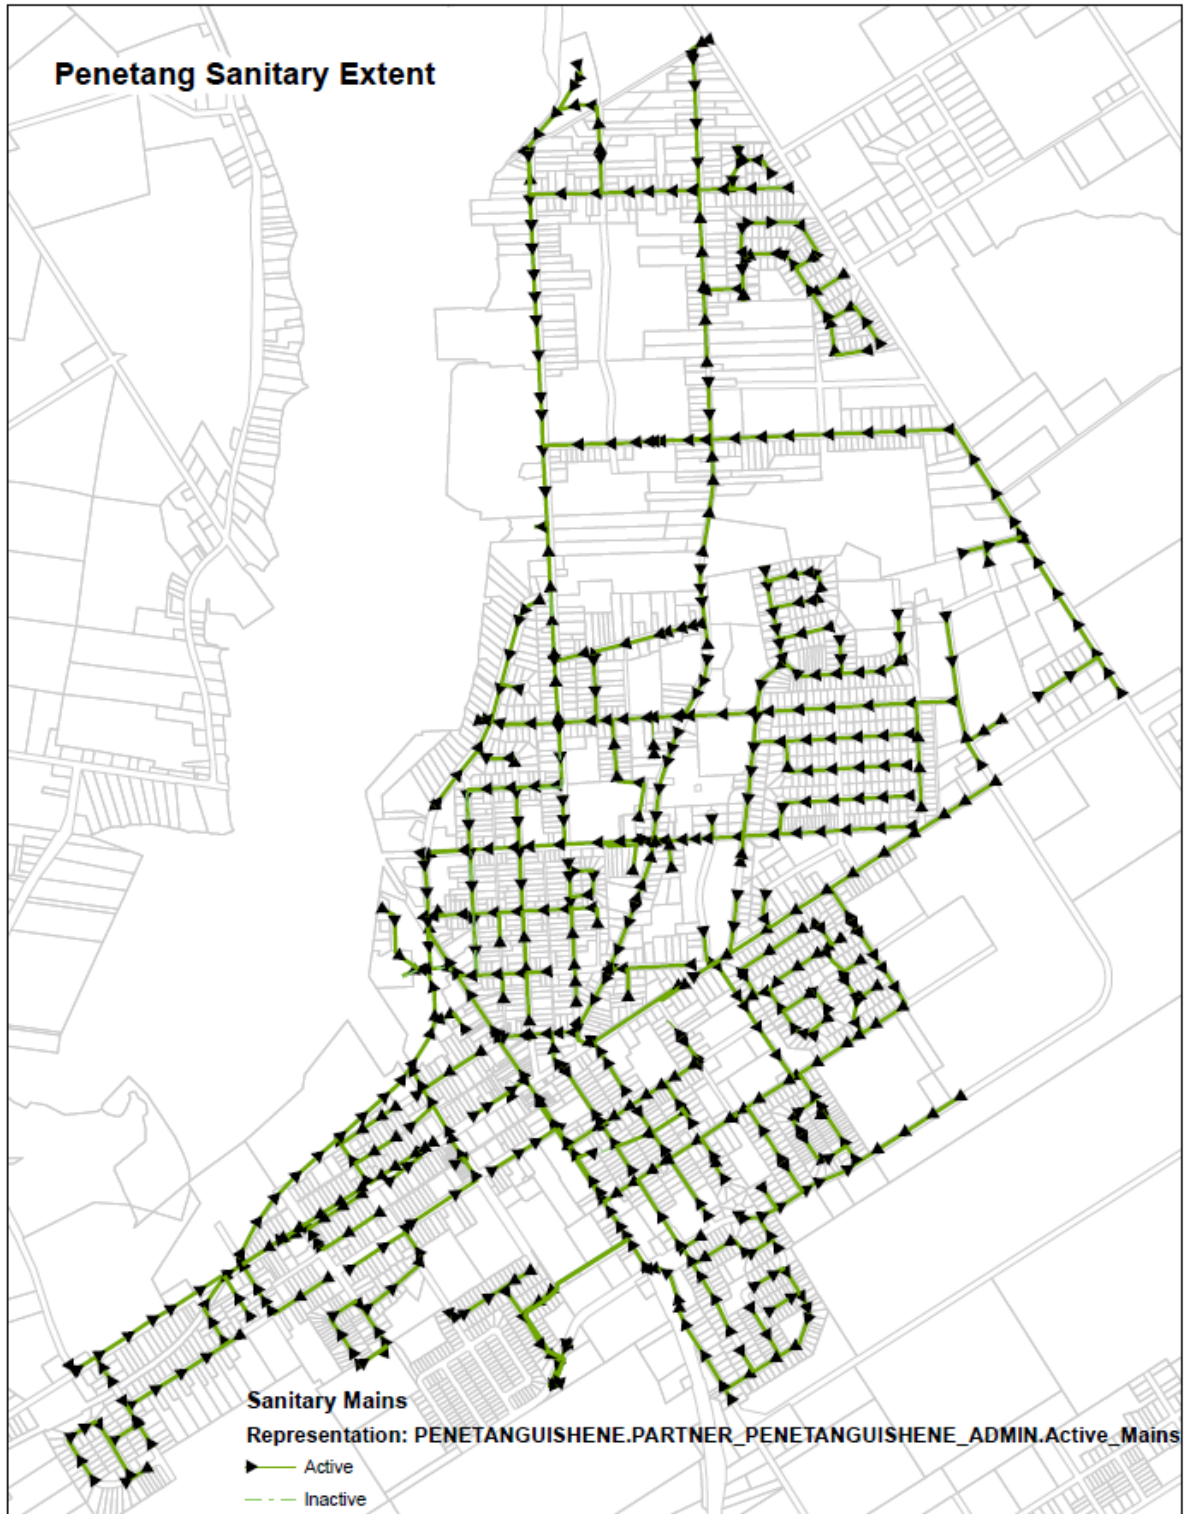 Penetang Sanitary Extent
Sanitary Mains
Representation: PENETANGUISHENE.PARTNER_PENETANGUISHENE_ADMIN.Active_Mains
Active
Inactive